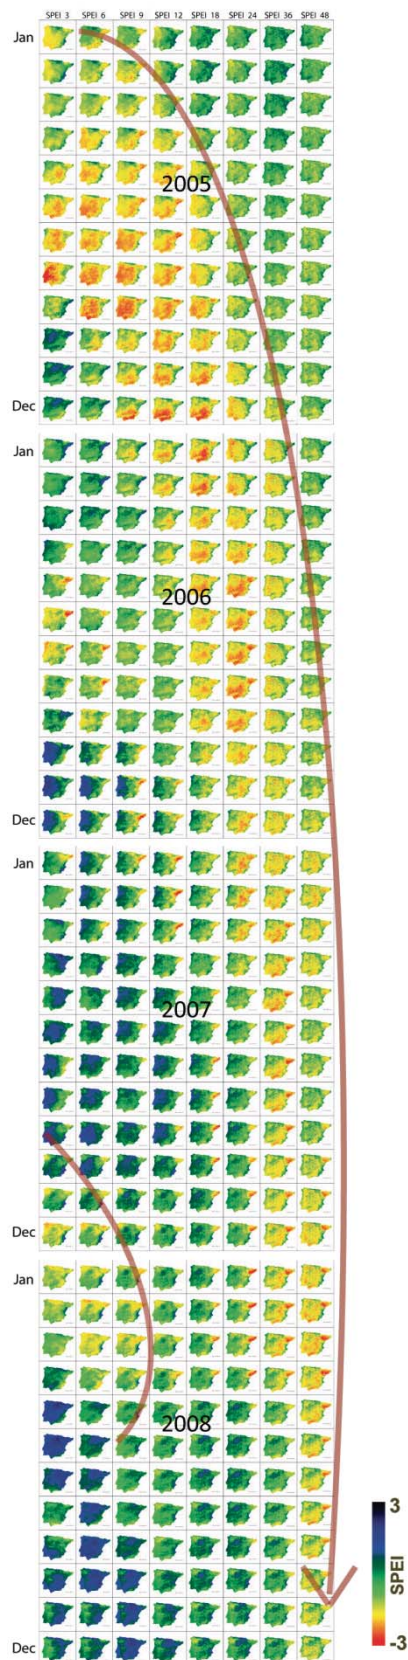 SPEI 3 SPEI 6 SPEI 9 SPEI 12 SPEI 18 SPEI 24 SPEI 36 SPEI 48
Jan
2005
Dec
Jan
2006
Dec
Jan
2007
Dec
Jan
2008
3
SPEI
-3
Dec